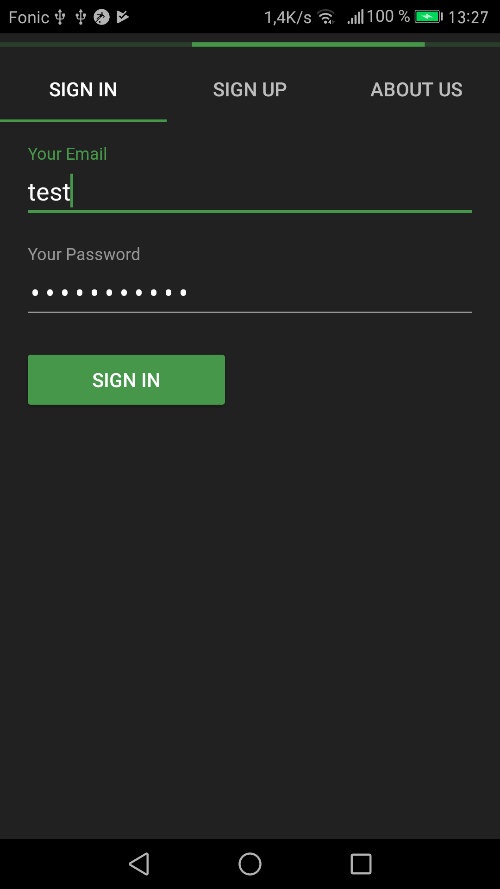 Fonic 1,4K/s 100 % 13:27
SIGN IN SIGN UP ABOUT US
Your Email
test
Your Password
•••••••••••
SIGN IN